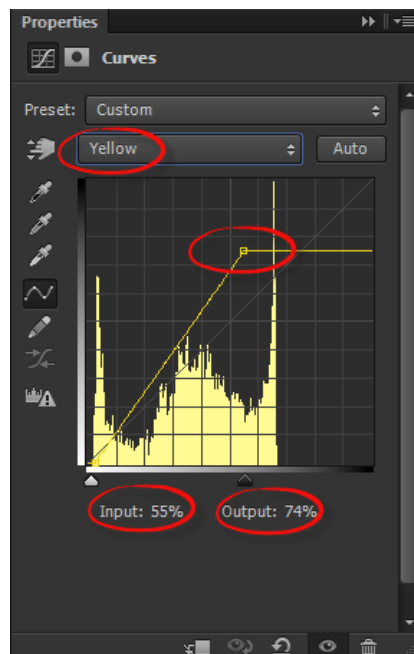 Properties
Curves
Preset: Custom
Yellow Auto
Input: 55% Output: 74%